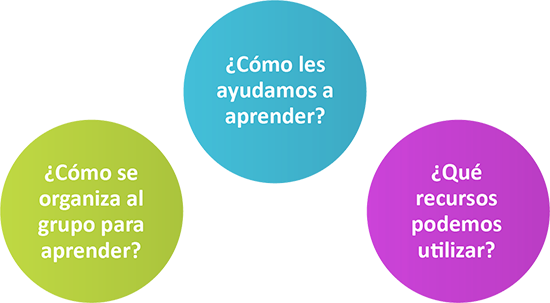 ¿Cómo les
ayudamos a
aprender?
¿Cómo se
organiza al
grupo para
aprender?
¿Qué
recursos
podemos
utilizar?